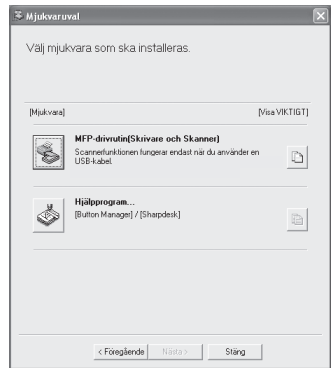 Mjukvaruval
Välj mjukvara som ska installeras.
[Mjukvara] [Visa VIKTIGT]
MFP-drivrutin(Skrivare och Skanner)
Scannerfunktionen fungerar endast när du använder en
USB-kabel.
Hjälpprogram...
[Button Manager] / [Sharpdesk]
< Föregående Nästa > Stäng